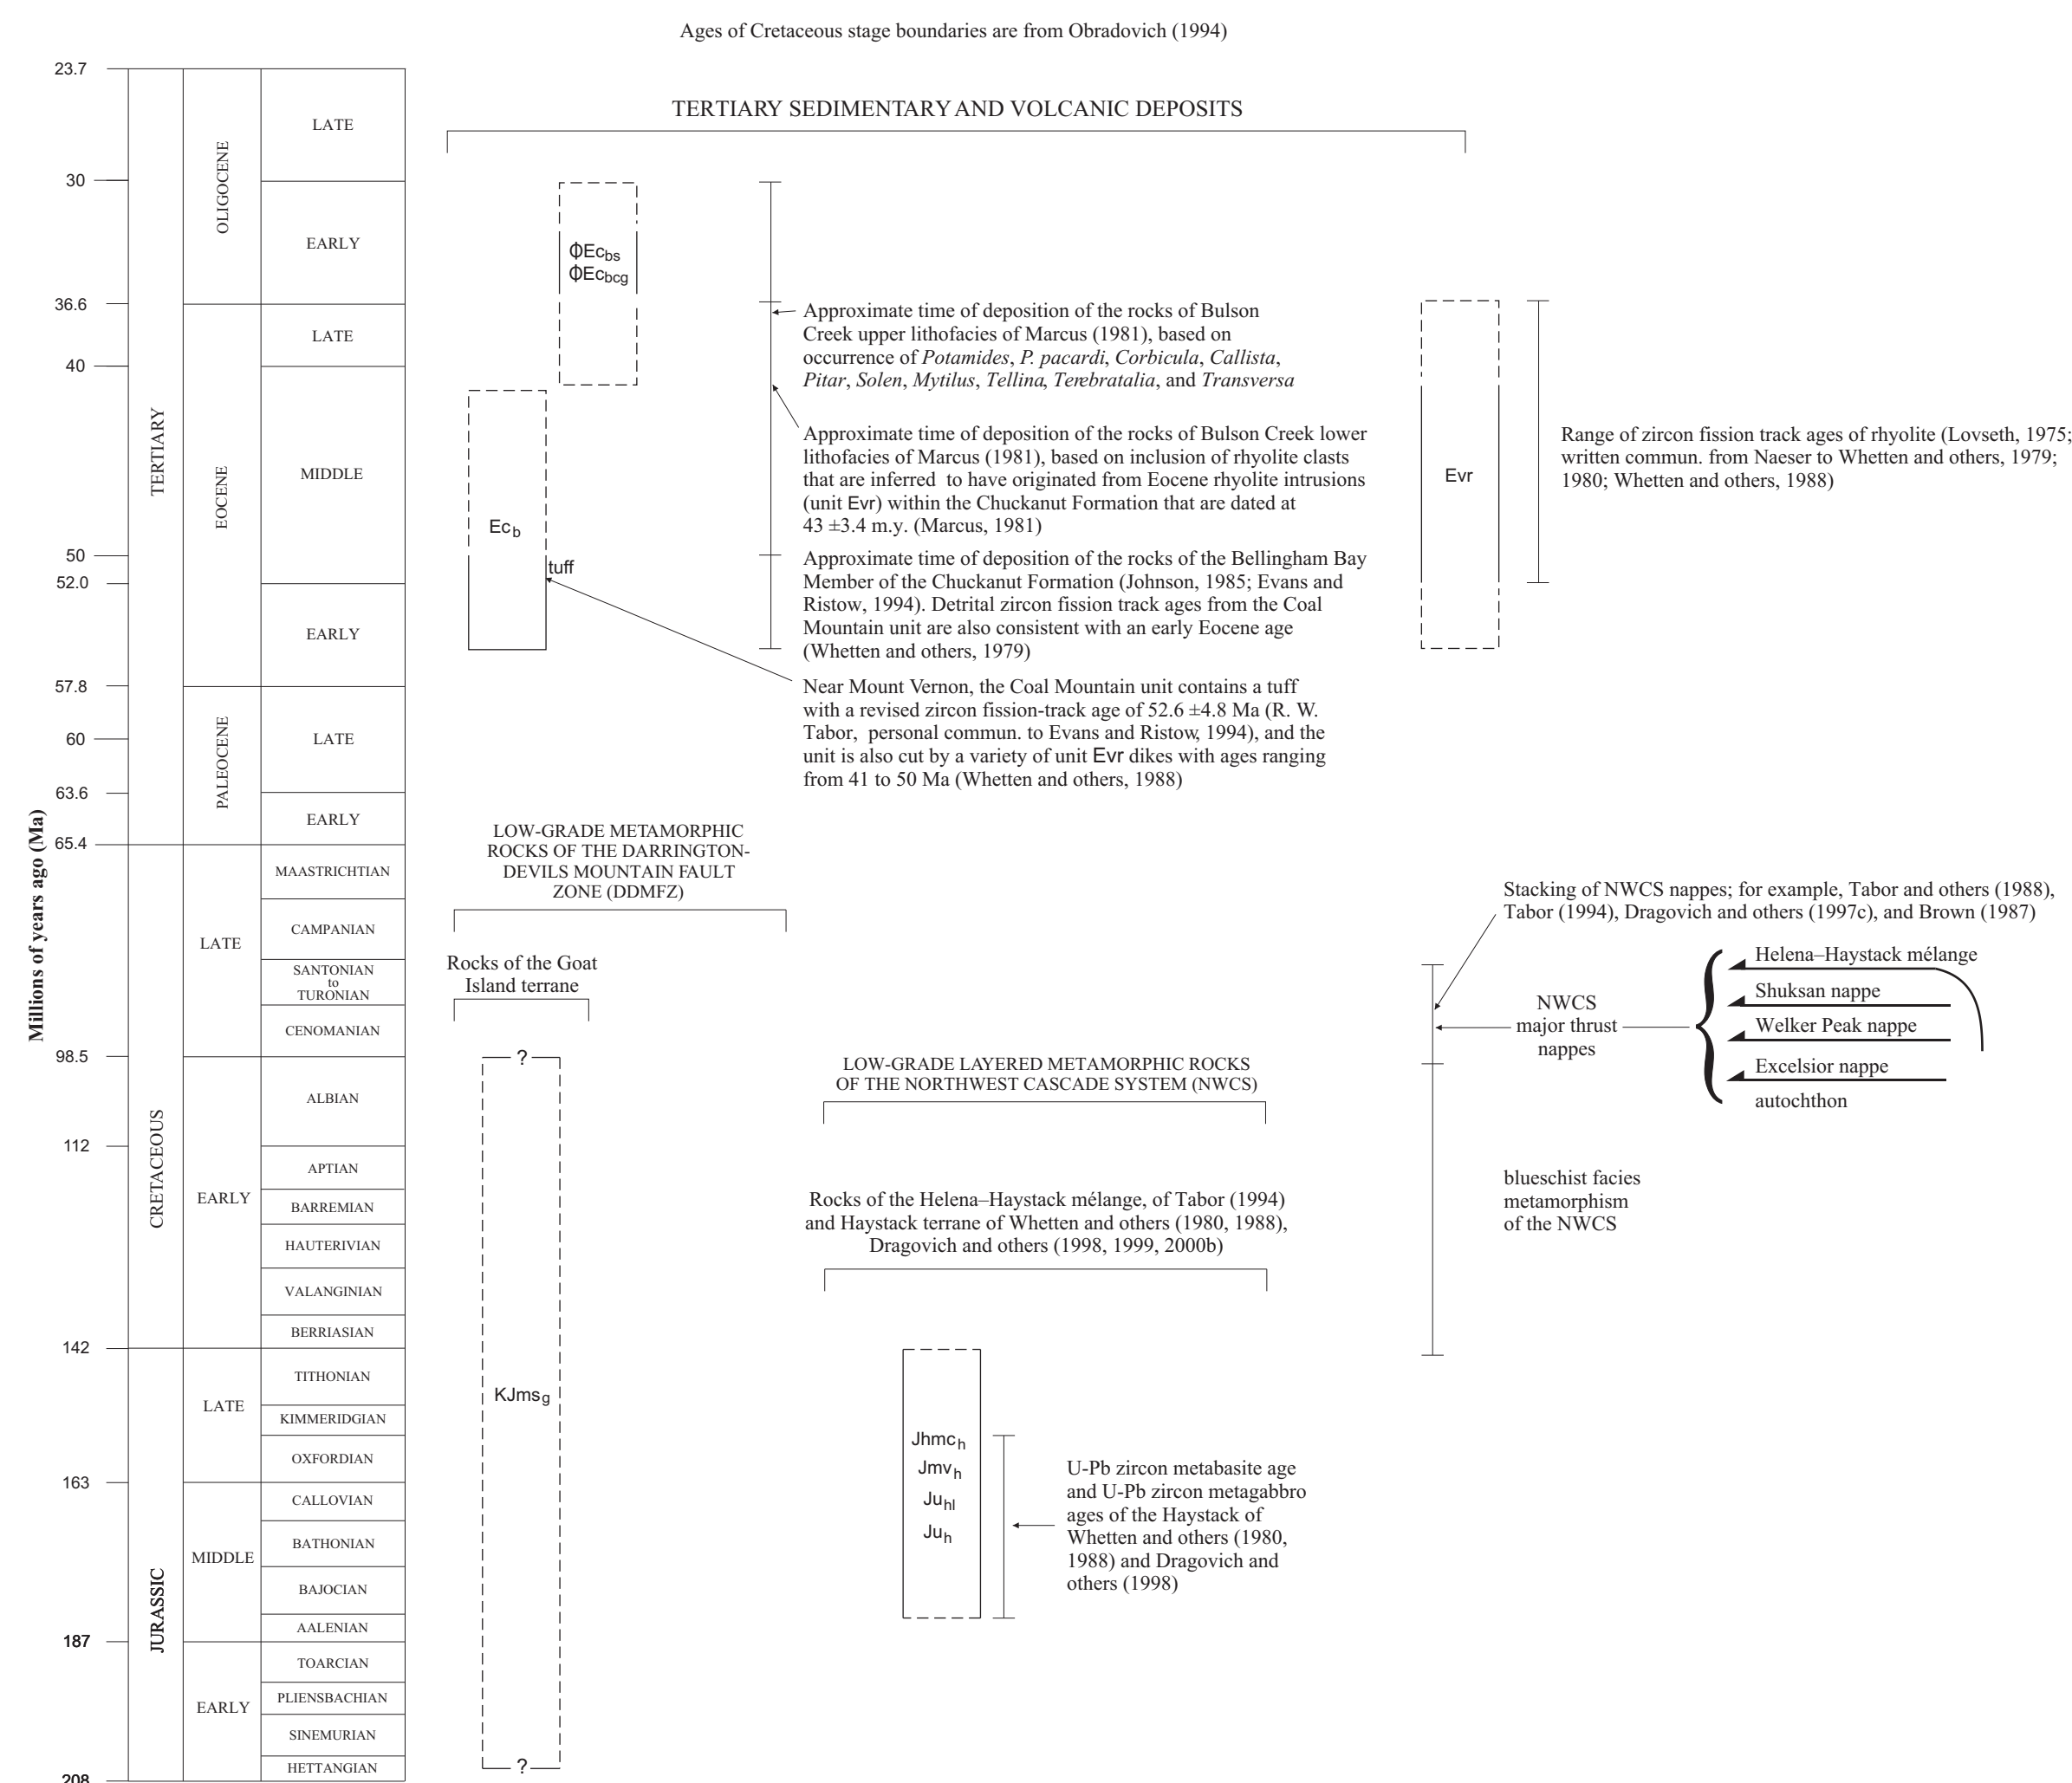 Ages of Cretaceous stage boundaries are from Obradovich (1994)
Millions of years ago (Ma)
23.7
30
36.6
40
50
52.0
57.8
60
63.6
65.4
98.5
112
142
163
187
208
TERTIARY
CRETACEOUS
JURASSIC
OLIGOCENE
EOCENE
PALEOCENE
LATE
EARLY
LATE
MIDDLE
EARLY
LATE
EARLY
LATE
EARLY
LATE
MIDDLE
EARLY
MAASTRICHTIAN
CAMPANIAN
SANTONIAN
to
TURONIAN
CENOMANIAN
ALBIAN
APTIAN
BARREMIAN
HAUTERIVIAN
VALANGINIAN
BERRIASIAN
TITHONIAN
KIMMERIDGIAN
OXFORDIAN
CALLOVIAN
BATHONIAN
BAJOCIAN
AALENIAN
TOARCIAN
PLIENSBACHIAN
SINEMURIAN
HETTANGIAN
TERTIARY SEDIMENTARY AND VOLCANIC DEPOSITS
ϕEcbs
ϕEcbcg
Ecb
tuff
Approximate time of deposition of the rocks of Bulson
Creek upper lithofacies of Marcus (1981), based on
occurrence of Potamides, P. pacardi, Corbicula, Callista,
Pitar, Solen, Mytilus, Tellina, Terebratalia, and Transversa
Approximate time of deposition of the rocks of Bulson Creek lower
lithofacies of Marcus (1981), based on inclusion of rhyolite clasts
that are inferred to have originated from Eocene rhyolite intrusions
(unit Evr) within the Chuckanut Formation that are dated at
43 ±3.4 m.y. (Marcus, 1981)
Approximate time of deposition of the rocks of the Bellingham Bay
Member of the Chuckanut Formation (Johnson, 1985; Evans and
Ristow, 1994). Detrital zircon fission track ages from the Coal
Mountain unit are also consistent with an early Eocene age
(Whetten and others, 1979)
Near Mount Vernon, the Coal Mountain unit contains a tuff
with a revised zircon fission-track age of 52.6 ±4.8 Ma (R. W.
Tabor, personal commun. to Evans and Ristow, 1994), and the
unit is also cut by a variety of unit Evr dikes with ages ranging
from 41 to 50 Ma (Whetten and others, 1988)
Evr
Range of zircon fission track ages of rhyolite (Lovseth, 1975;
written commun. from Naeser to Whetten and others, 1979;
1980; Whetten and others, 1988)
LOW-GRADE METAMORPHIC
ROCKS OF THE DARRINGTON-
DEVILS MOUNTAIN FAULT
ZONE (DDMFZ)
Rocks of the Goat
Island terrane
?
KJmsg
?
LOW-GRADE LAYERED METAMORPHIC ROCKS
OF THE NORTHWEST CASCADE SYSTEM (NWCS)
Rocks of the Helena–Haystack mélange, of Tabor (1994)
and Haystack terrane of Whetten and others (1980, 1988),
Dragovich and others (1998, 1999, 2000b)
Jhmch
Jmvh
Juhl
Juh
U-Pb zircon metabasite age
and U-Pb zircon metagabbro
ages of the Haystack of
Whetten and others (1980,
1988) and Dragovich and
others (1998)
Stacking of NWCS nappes; for example, Tabor and others (1988),
Tabor (1994), Dragovich and others (1997c), and Brown (1987)
NWCS
major thrust
nappes
Helena–Haystack mélange
Shuksan nappe
Welker Peak nappe
Excelsior nappe
autochthon
blueschist facies
metamorphism
of the NWCS